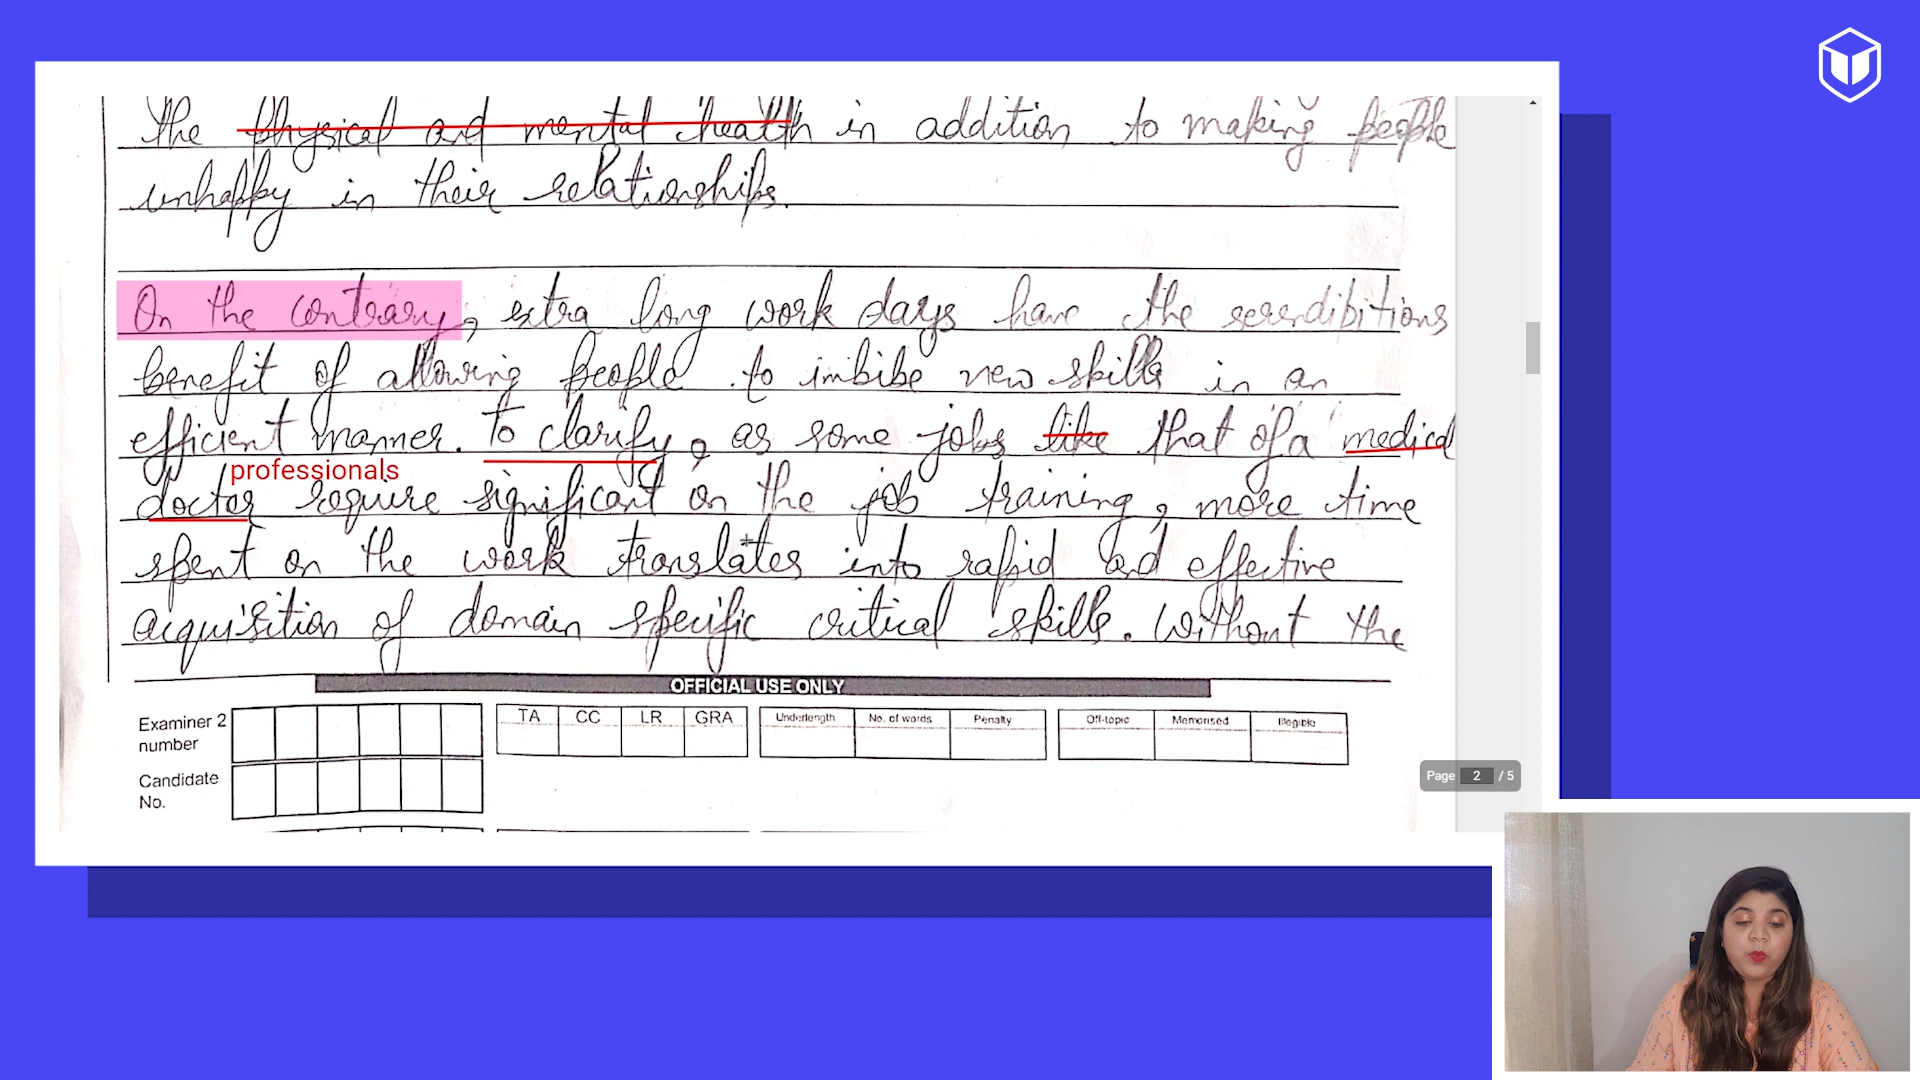 the physical and mental health in addition to making people
unhappy in their relationships.
On the contrary, extra long work days have the serendibitions
benefit of allowing people to imbibe new skills in an
efficient manner. To clarify, as some jobs like that of a medical
professionals
doctor require significant on the job training, more time
spent on the work translates into rapid and effective
acquisition of domain specific critical skills. Without the
OFFICIAL USE ONLY
Examiner 2 number
TA CC LR GRA
Underlength No. of words Penalty
Off-topic Memorised Illegible
Candidate No.
Page 2 / 5